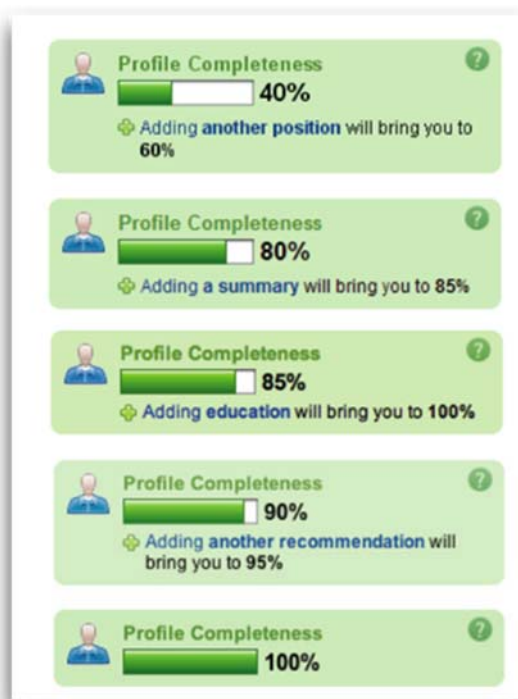 Profile Completeness ?
40%
Adding another position will bring you to
60%
Profile Completeness ?
80%
Adding a summary will bring you to 85%
Profile Completeness ?
85%
Adding education will bring you to 100%
Profile Completeness ?
90%
Adding another recommendation will
bring you to 95%
Profile Completeness ?
100%